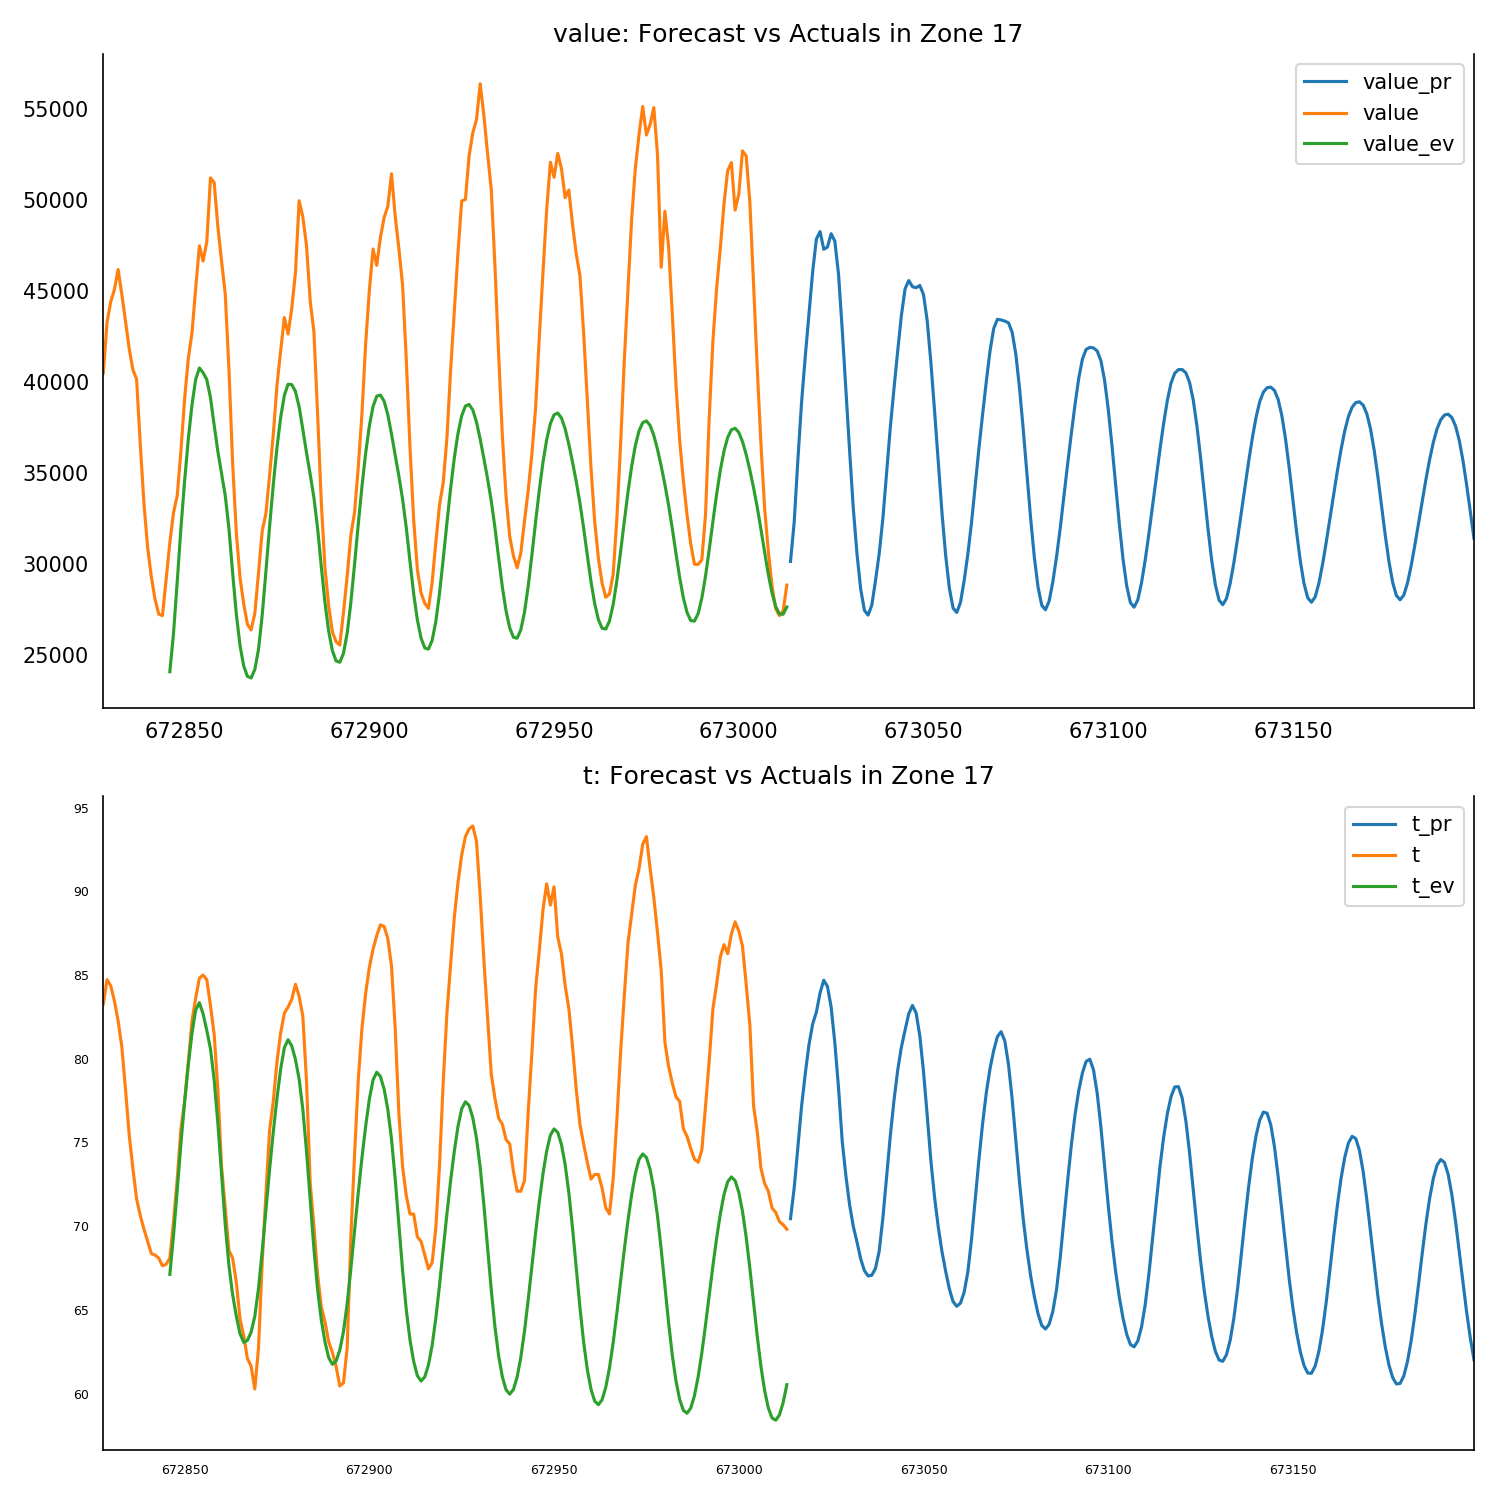 value: Forecast vs Actuals in Zone 17
value_pr
value
value_ev
55000
50000
45000
40000
35000
30000
25000
672850 672900 672950 673000 673050 673100 673150
t: Forecast vs Actuals in Zone 17
t_pr
t
t_ev
95
90
85
80
75
70
65
60
672850 672900 672950 673000 673050 673100 673150